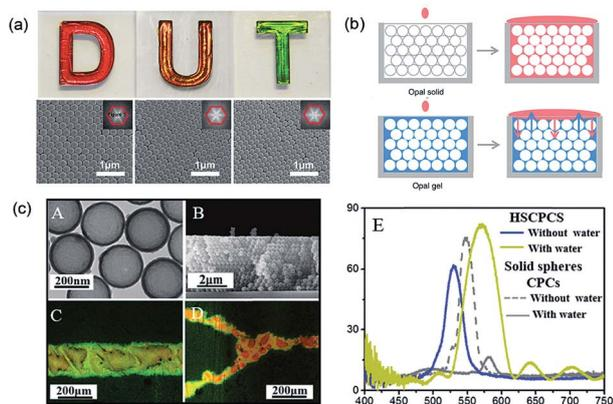 (a)
D U T
1μm 1μm 1μm
(b)
Opal solid
Opal gel
(c)
A B
200nm 2μm
C D
200μm 200μm
E
90
60
30
0
400 450 500 550 600 650 700 750
HSCPCS
Without water
With water
Solid spheres
CPCs
Without water
With water